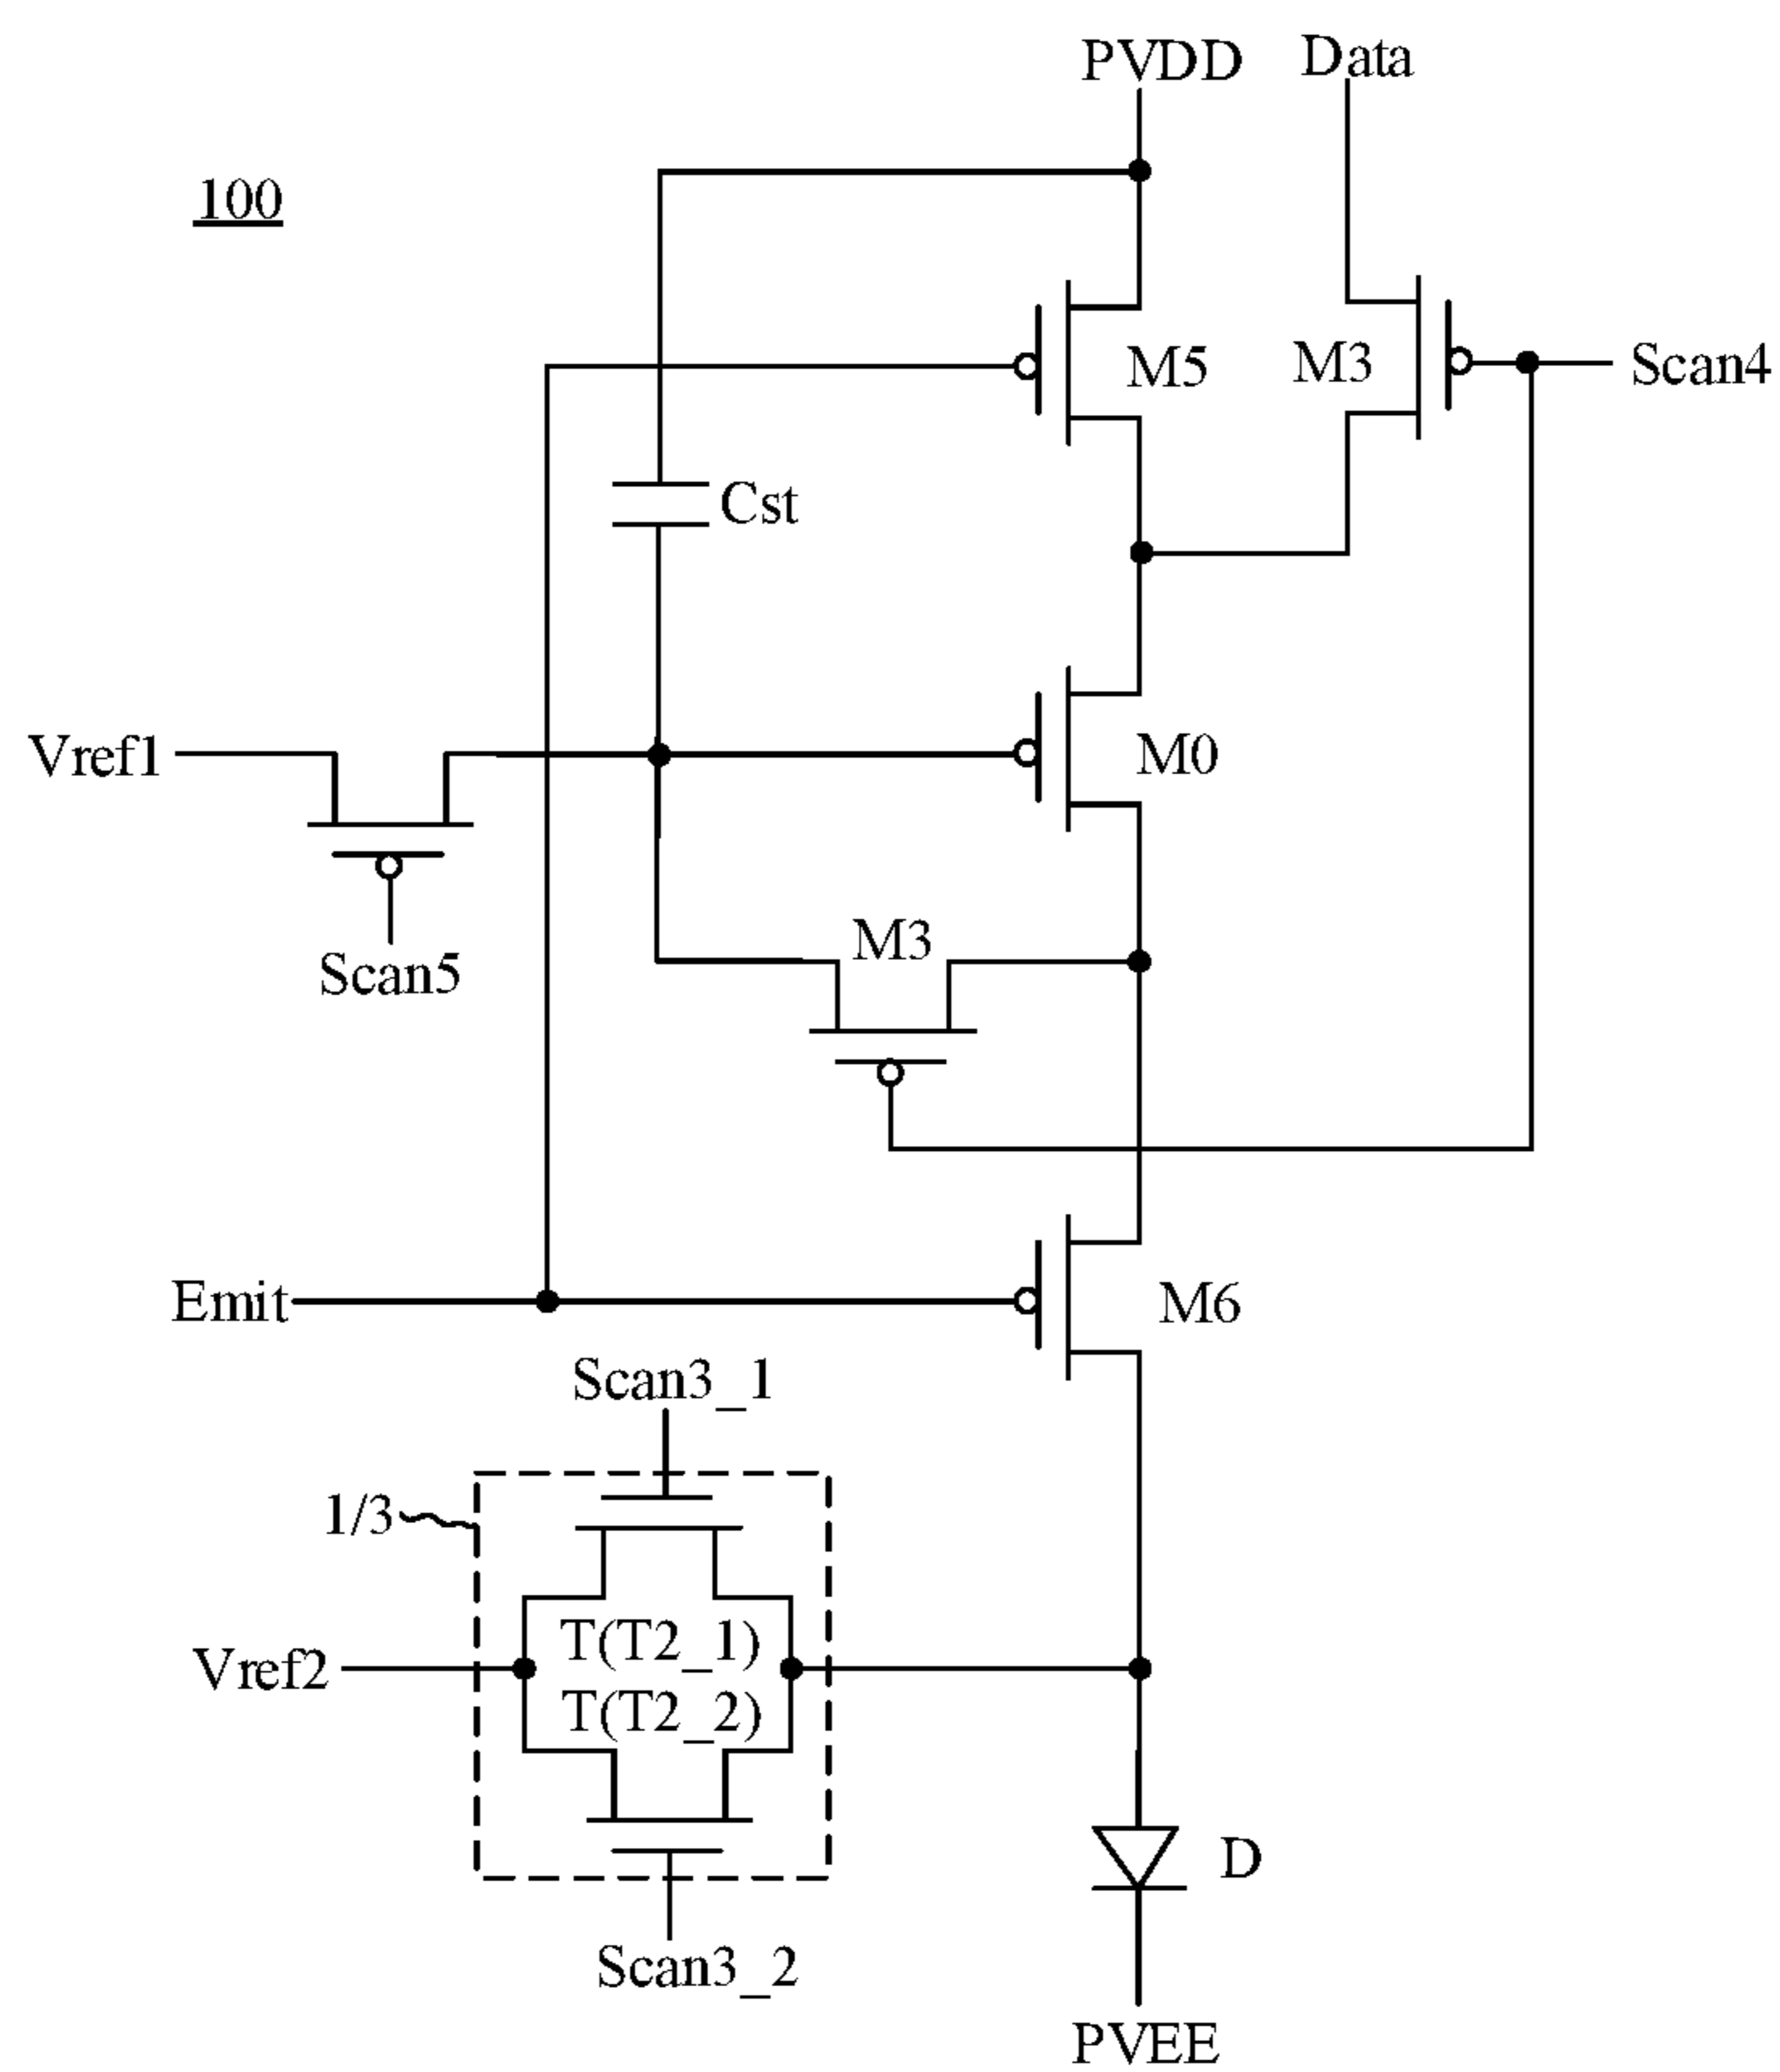 PVDD
Data
100
M5
M3
Scan4
Cst
Vref1
M0
M3
Scan5
Emit
M6
Scan3_1
1/3
T(T2_1)
Vref2
T(T2_2)
D
Scan3_2
PVEE